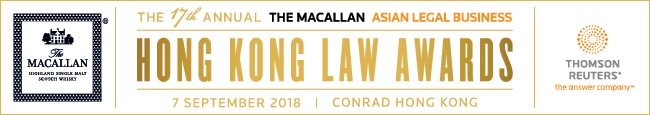 The
MACALLAN®
HIGHLAND SINGLE MALT
SCOTCH WHISKY
THE 17th ANNUAL THE MACALLAN ASIAN LEGAL BUSINESS
HONG KONG LAW AWARDS
7 SEPTEMBER 2018 | CONRAD HONG KONG
THOMSON
REUTERS®
the answer company™